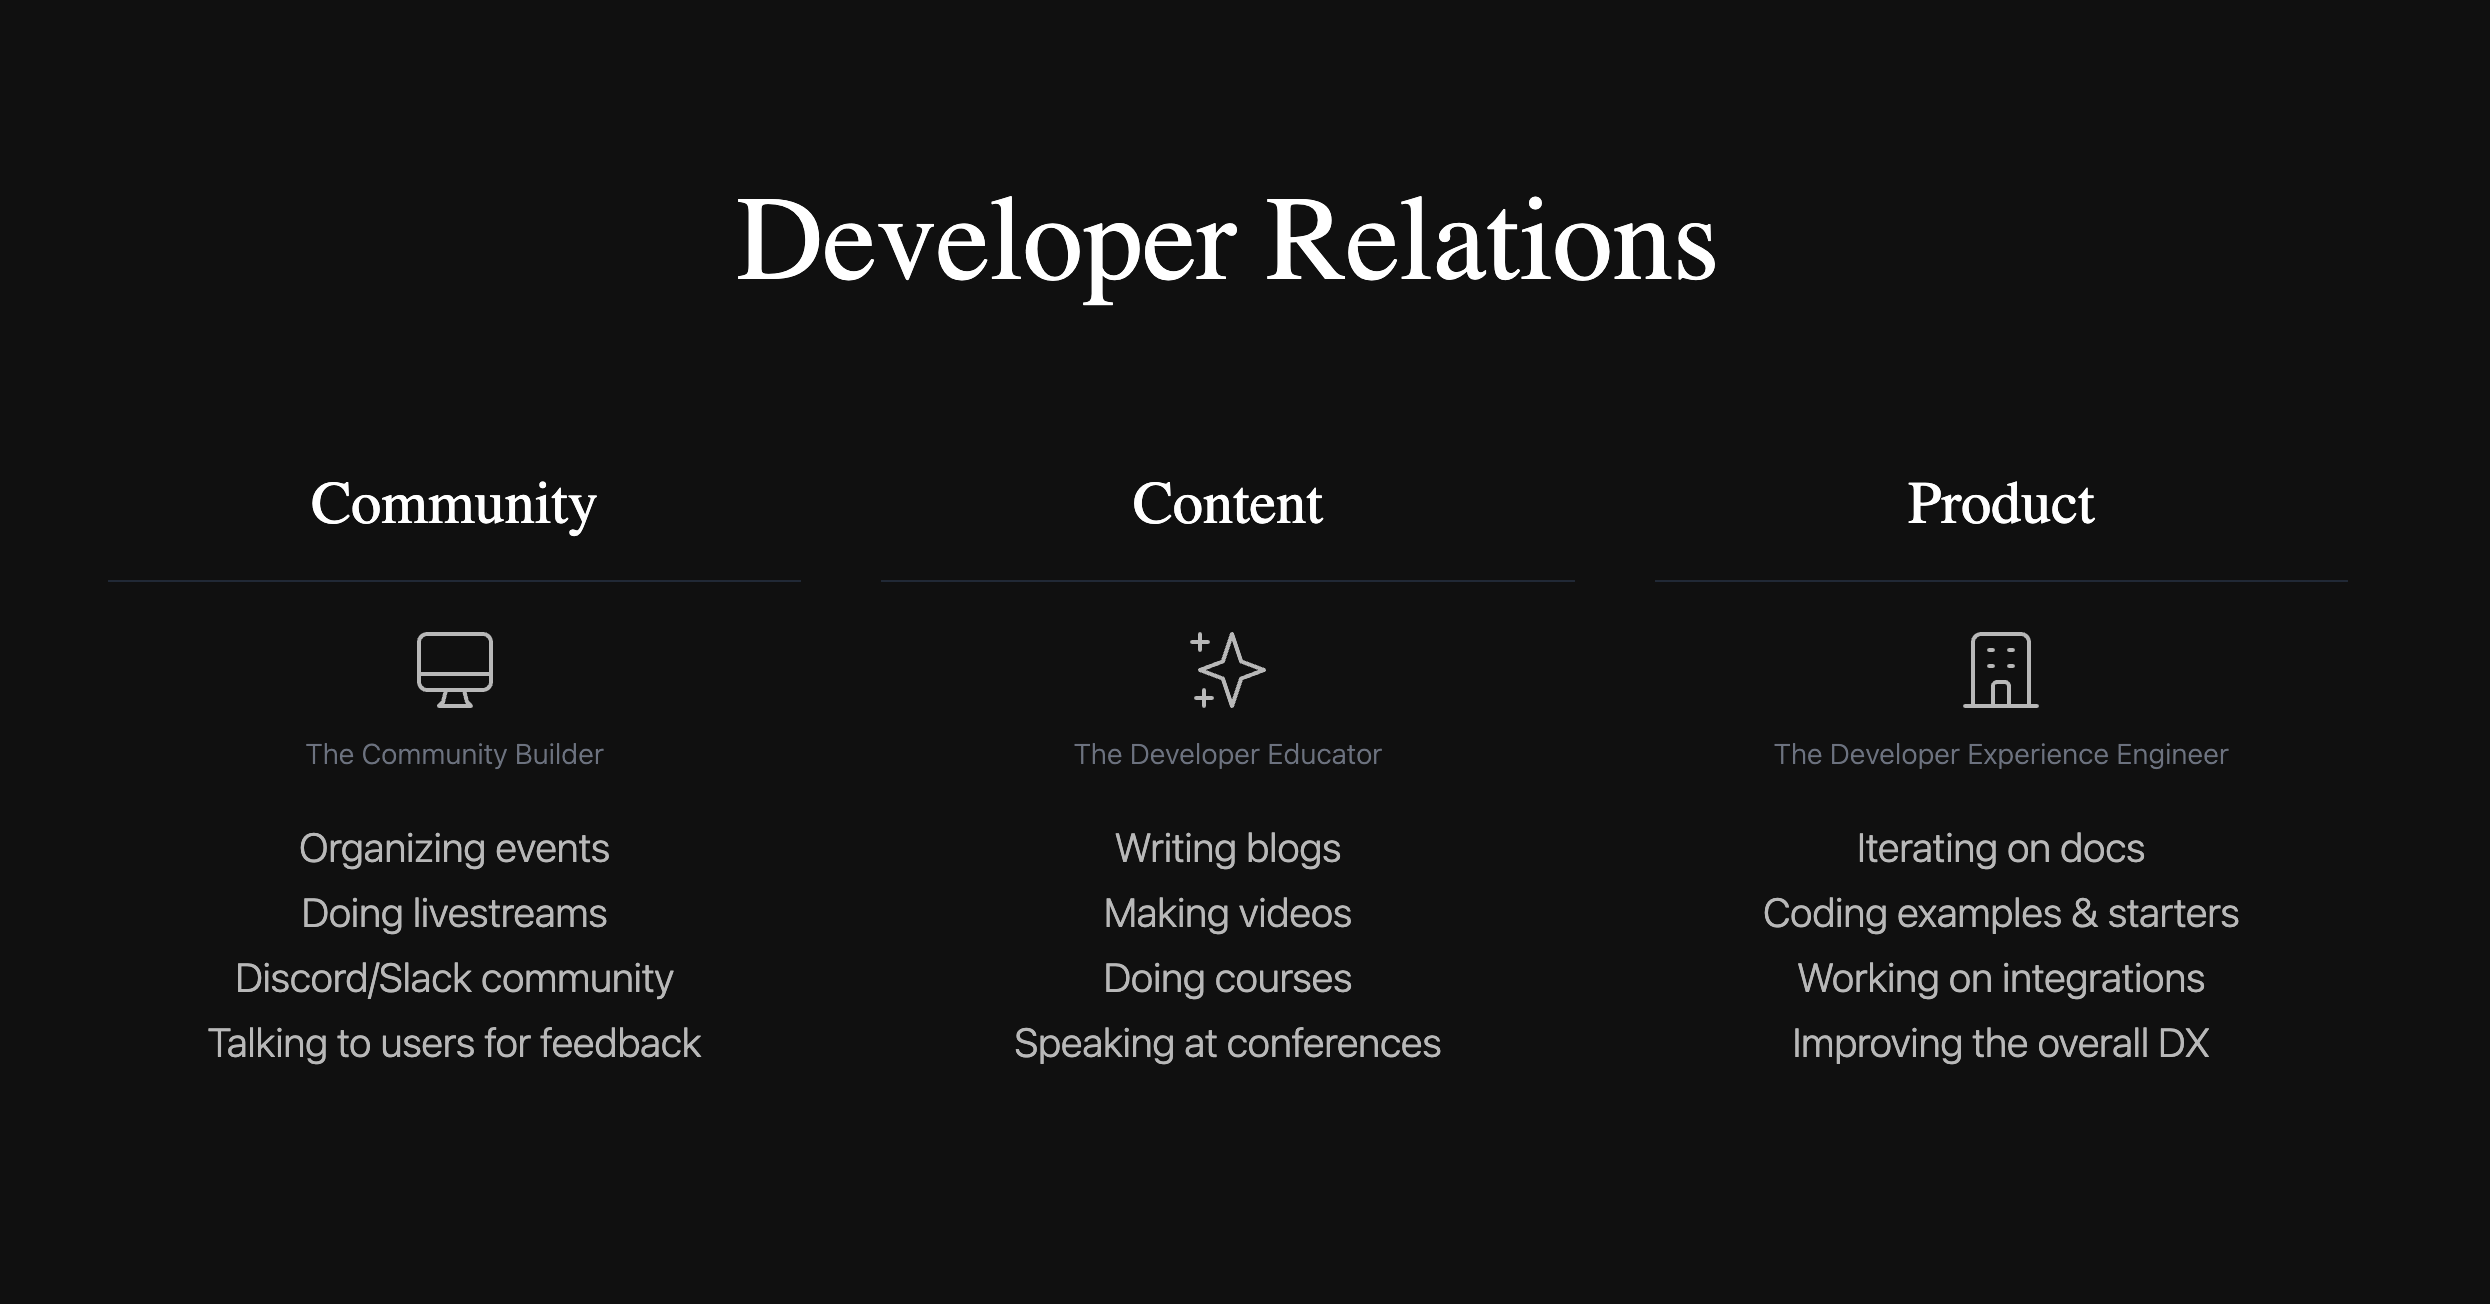 Developer Relations
Community
The Community Builder
Organizing events
Doing livestreams
Discord/Slack community
Talking to users for feedback
Content
The Developer Educator
Writing blogs
Making videos
Doing courses
Speaking at conferences
Product
The Developer Experience Engineer
Iterating on docs
Coding examples & starters
Working on integrations
Improving the overall DX